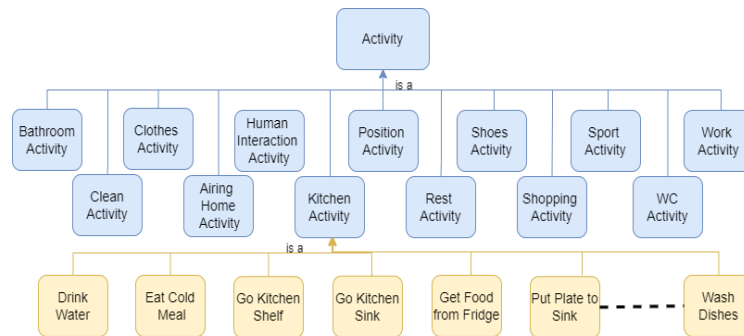 Activity
is a
Bathroom
Activity
Clothes
Activity
Human
Interaction
Activity
Position
Activity
Shoes
Activity
Sport
Activity
Work
Activity
Clean
Activity
Airing
Home
Activity
Kitchen
Activity
Rest
Activity
Shopping
Activity
WC
Activity
is a
Drink
Water
Eat Cold
Meal
Go Kitchen
Shelf
Go Kitchen
Sink
Get Food
from Fridge
Put Plate to
Sink
Wash
Dishes